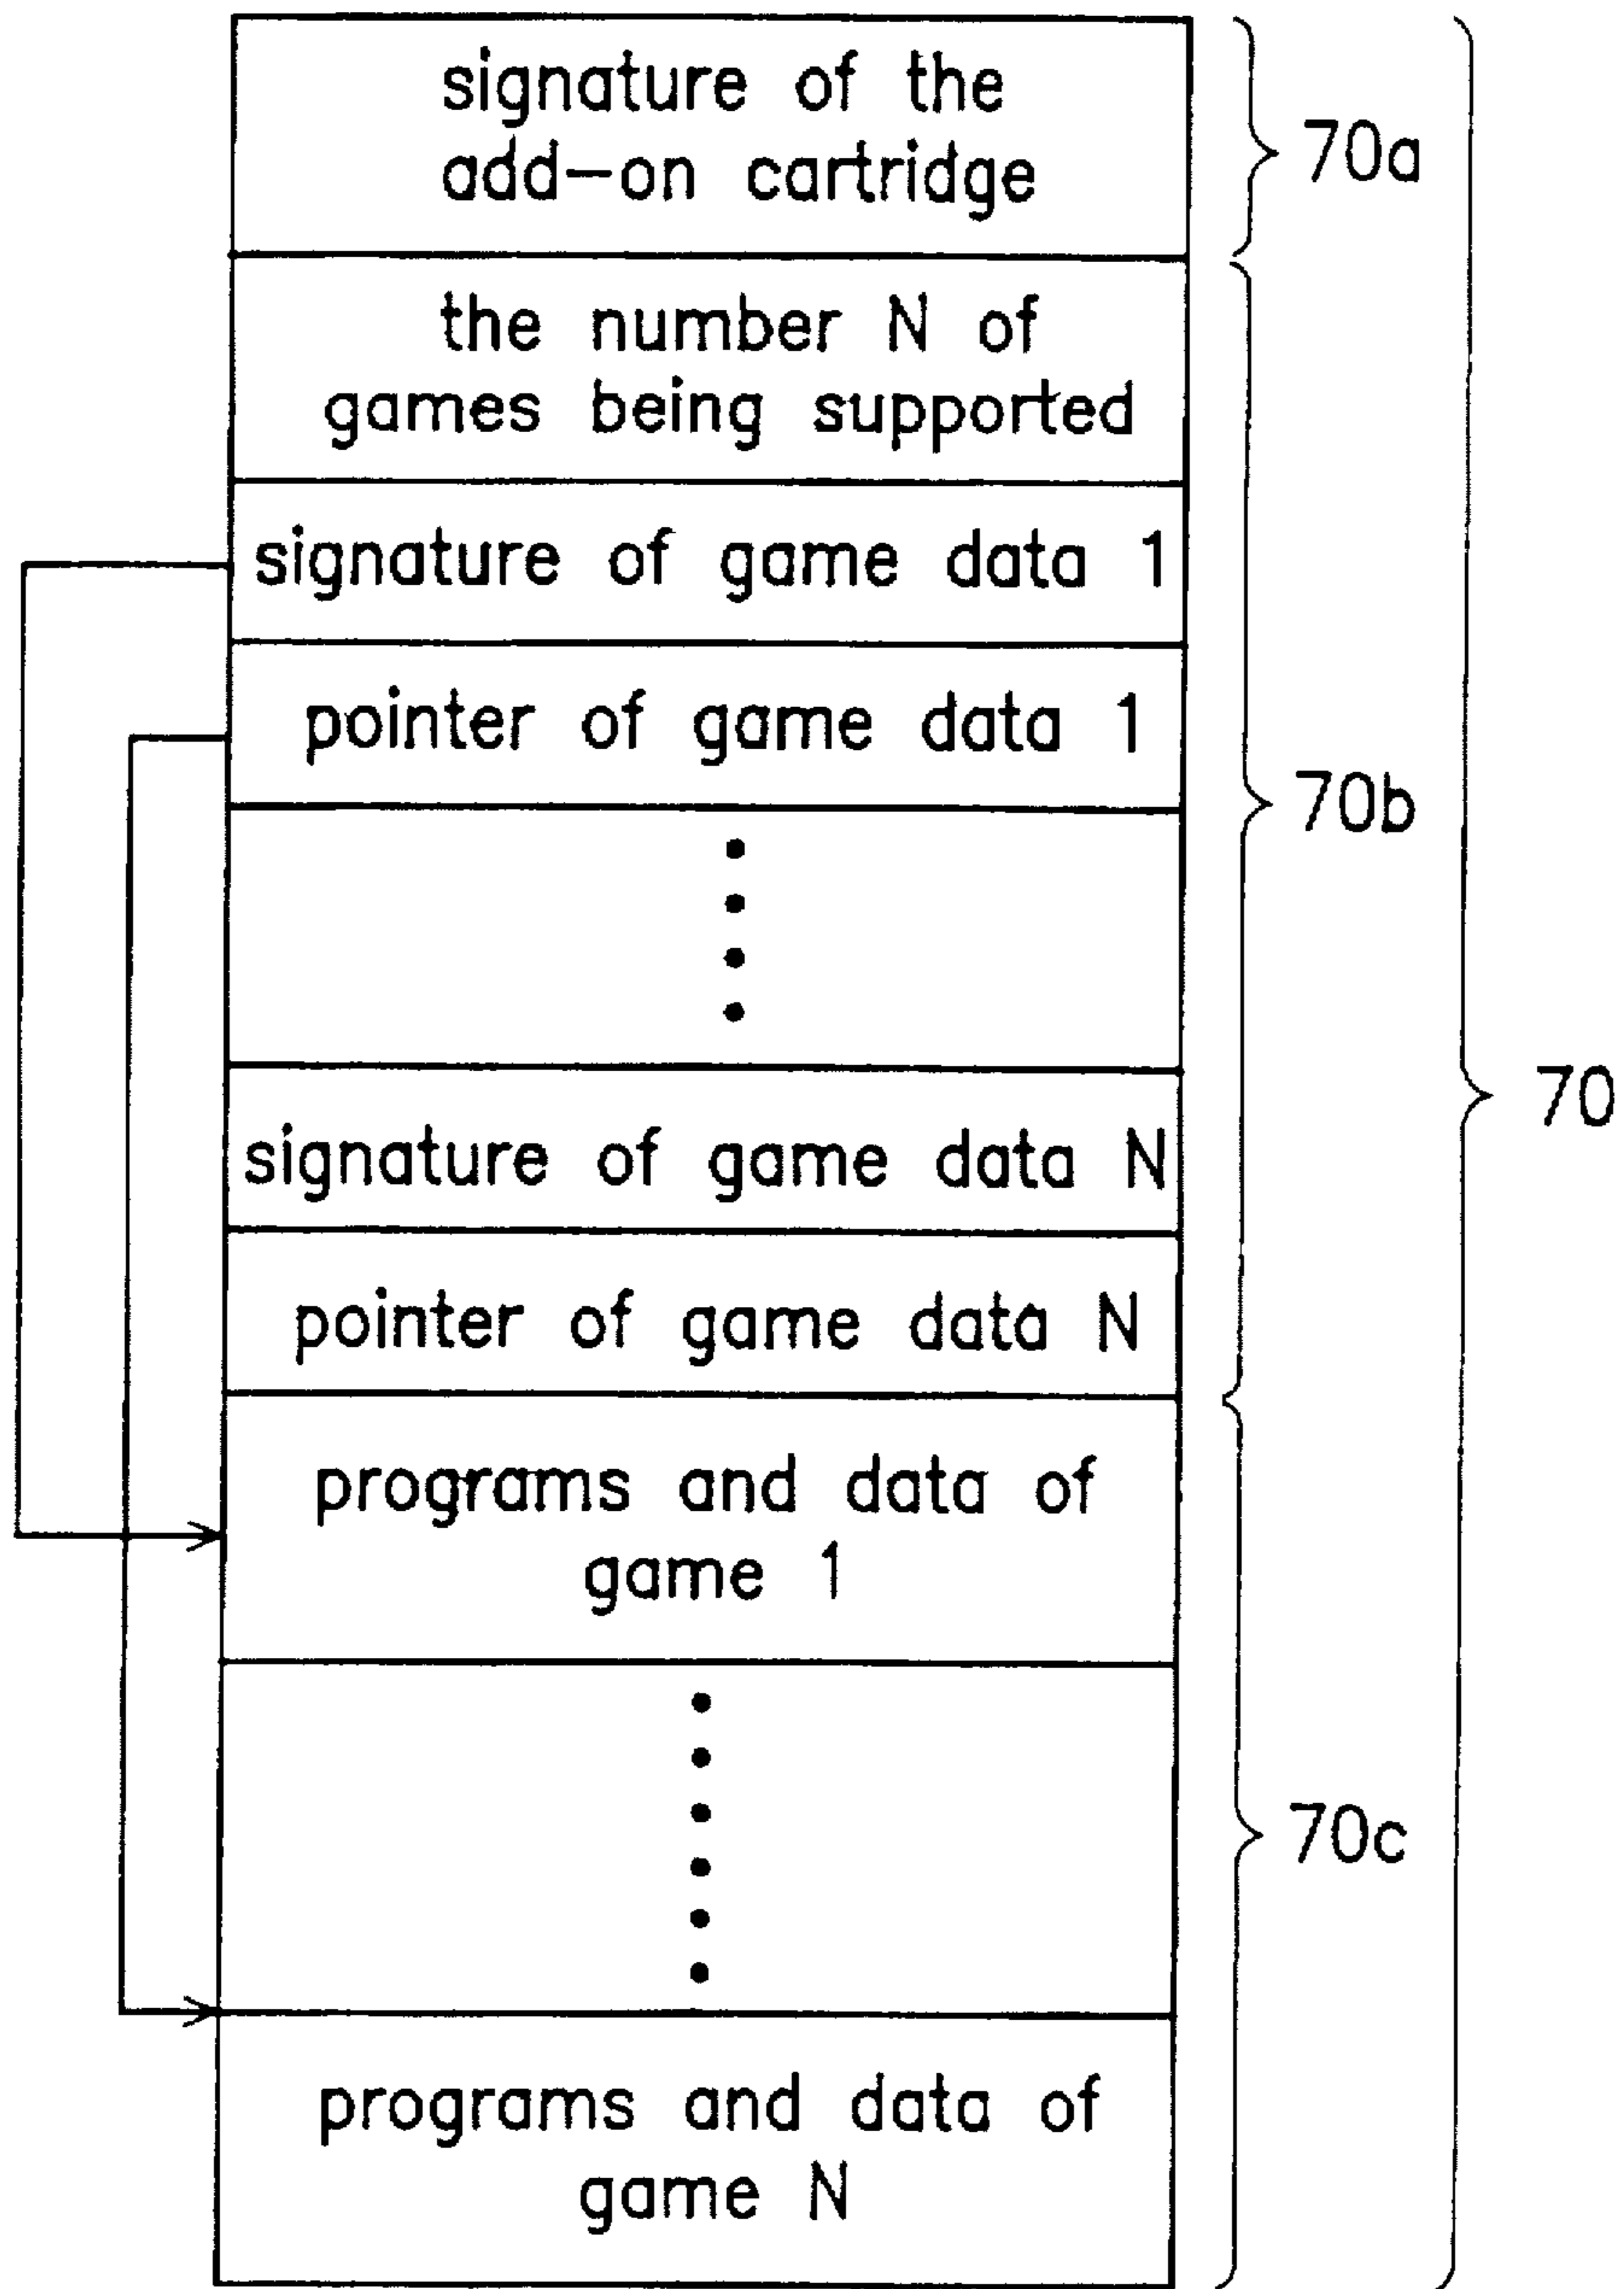 signature of the
add-on cartridge
70a
the number N of
games being supported
signature of game data 1
pointer of game data 1
70b
signature of game data N
pointer of game data N
70
programs and data of
game 1
70c
programs and data of
game N